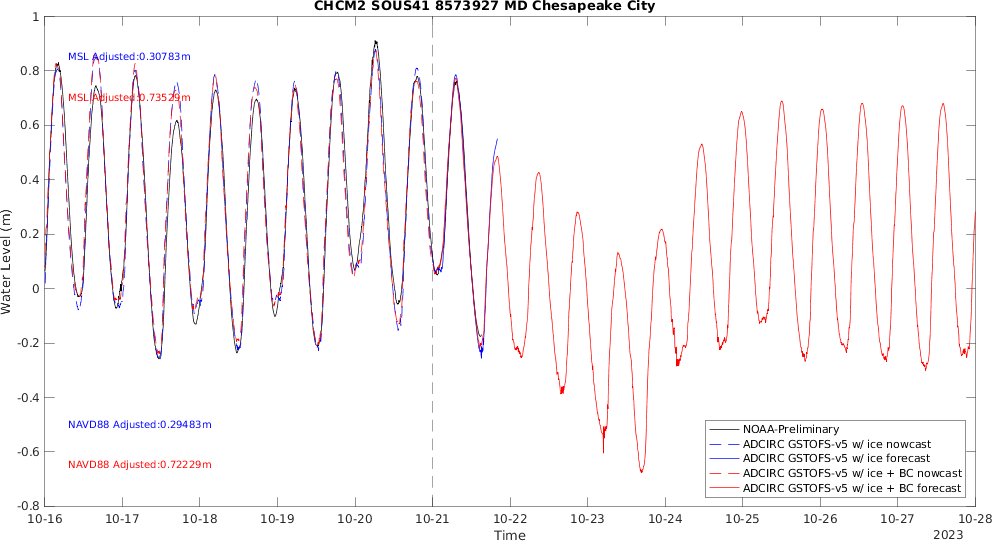 CHCM2 SOUS41 8573927 MD Chesapeake City
1
0.8
0.6
0.4
0.2
0
-0.2
-0.4
-0.6
-0.8
Water Level (m)
MSL Adjusted:0.30783m
MSL Adjusted:0.73529m
NAVD88 Adjusted:0.29483m
NAVD88 Adjusted:0.72229m
NOAA-Preliminary
ADCIRC GSTOFS-v5 w/ ice nowcast
ADCIRC GSTOFS-v5 w/ ice forecast
ADCIRC GSTOFS-v5 w/ ice + BC nowcast
ADCIRC GSTOFS-v5 w/ ice + BC forecast
10-16 10-17 10-18 10-19 10-20 10-21 10-22 10-23 10-24 10-25 10-26 10-27 10-28
Time
2023